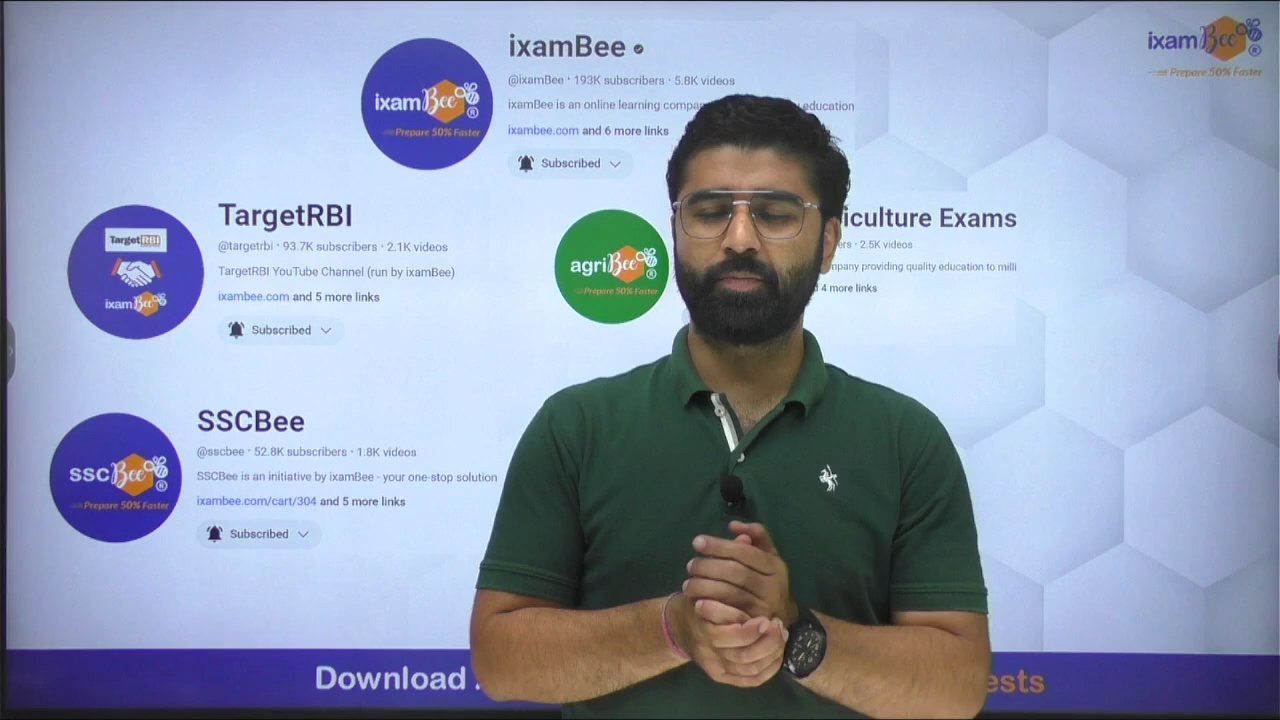 ixamBee
@ixamBee · 193K subscribers · 5.8K videos
ixamBee is an online learning education
ixambee.com and 6 more links
Subscribed
ixamBee®
Prepare 50% Faster
ixamBee®
Prepare 50% Faster
TargetRBI
@targetrbi · 93.7K subscribers · 2.1K videos
TargetRBI YouTube Channel (run by ixamBee)
ixambee.com and 5 more links
Subscribed
TargetRBI
ixamBee
agriBee®
Prepare 50% Faster
Exams
· 2.5K videos
providing quality education to milli
4 more links
SSCBee
@sscbee · 52.8K subscribers · 1.8K videos
SSCBee is an initiative by ixamBee - your one-stop solution
ixambee.com/cart/304 and 5 more links
Subscribed
sscBee®
Prepare 50% Faster
Download